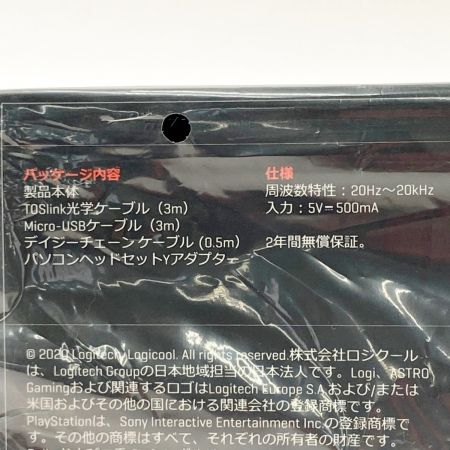 パッケージ内容
製品本体
TOSlink光学ケーブル（3m）
Micro-USBケーブル（3m）
デイジーチェーンケーブル (0.5m)
パソコンヘッドセットYアダプター
仕様
周波数特性：20Hz～20kHz
入力：5V=500mA
2年間無償保証。
© 2020 Logitech, Logicool. All rights reserved.株式会社ロジクール
は、Logitech Groupの日本地域担当の日本法人です。Logi、ASTRO
Gamingおよび関連するロゴはLogitech Europe S.A.および/または
米国およびその他の国における関連会社の登録商標です。
PlayStationは、Sony Interactive Entertainment Inc.の登録商標で
す。その他の商標はすべて、それぞれの所有者の財産です。